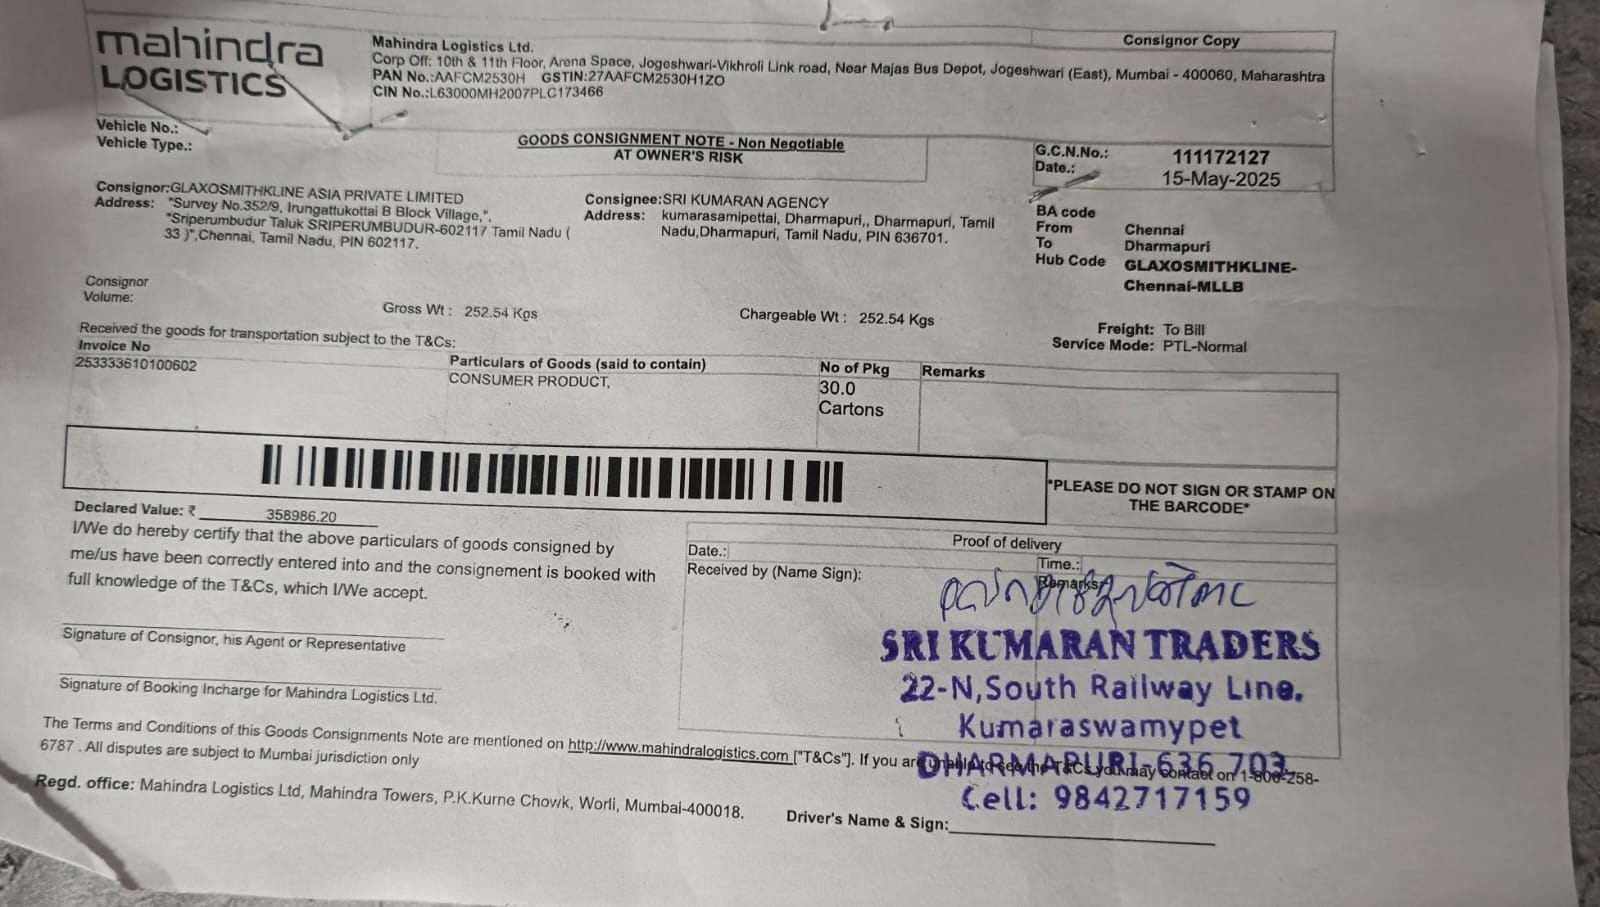 mahindra
LOGISTICS
Mahindra Logistics Ltd.
Corp Off: 10th & 11th Floor, Arena Space, Jogeshwari-Vikhroli Link road, Near Majas Bus Depot, Jogeshwari (East), Mumbai - 400060, Maharashtra
PAN No.:AAFCM2530H GSTIN:27AAFCM2530H1ZO
CIN No.:L63000MH2007PLC173466
Consignor Copy
Vehicle No.:
Vehicle Type.:
GOODS CONSIGNMENT NOTE - Non Negotiable
AT OWNER'S RISK
G.C.N.No.: 111172127
Date.: 15-May-2025
Consignor:GLAXOSMITHKLINE ASIA PRIVATE LIMITED
Address: "Survey No.352/9, Irungattukottai B Block Village,",
"Sriperumbudur Taluk SRIPERUMBUDUR-602117 Tamil Nadu (
33 )",Chennai, Tamil Nadu, PIN 602117.
Consignee:SRI KUMARAN AGENCY
Address: kumarasamipettai, Dharmapuri,, Dharmapuri, Tamil
Nadu,Dharmapuri, Tamil Nadu, PIN 636701.
BA code
From Chennai
To Dharmapuri
Hub Code GLAXOSMITHKLINE-
Chennai-MLLB
Consignor
Volume:
Gross Wt : 252.54 Kgs
Chargeable Wt : 252.54 Kgs
Freight: To Bill
Service Mode: PTL-Normal
Received the goods for transportation subject to the T&Cs:
Invoice No
Particulars of Goods (said to contain)
No of Pkg
Remarks
253333610100602
CONSUMER PRODUCT,
30.0
Cartons
*PLEASE DO NOT SIGN OR STAMP ON
THE BARCODE*
Declared Value: ₹ 358986.20
I/We do hereby certify that the above particulars of goods consigned by
me/us have been correctly entered into and the consignement is booked with
full knowledge of the T&Cs, which I/We accept.
Proof of delivery
Date.:
Time.:
Received by (Name Sign):
Remarks:
SRI KUMARAN TRADERS
22-N,South Railway Line.
Kumaraswamypet
DHARMAPURI-636 703.
Cell: 9842717159
Signature of Consignor, his Agent or Representative
Signature of Booking Incharge for Mahindra Logistics Ltd.
The Terms and Conditions of this Goods Consignments Note are mentioned on http://www.mahindralogistics.com ["T&Cs"]. If you are unable to see the T&Cs you may contact on 1-800-258-
6787 . All disputes are subject to Mumbai jurisdiction only
Regd. office: Mahindra Logistics Ltd, Mahindra Towers, P.K.Kurne Chowk, Worli, Mumbai-400018.
Driver's Name & Sign: